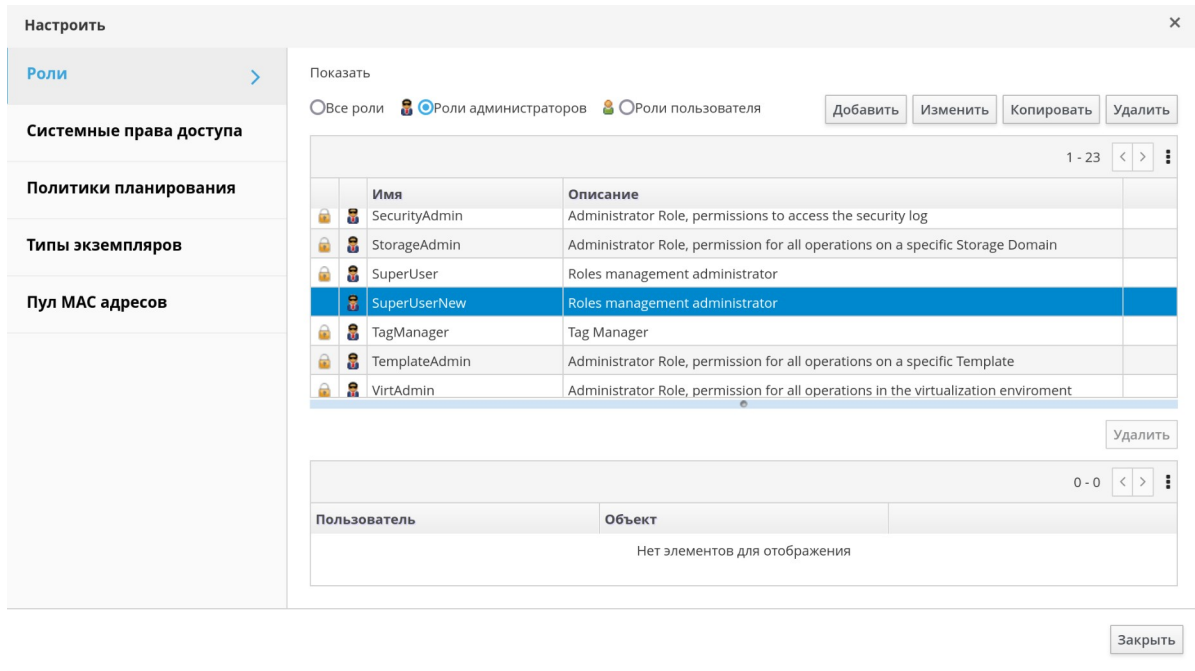 Настроить
Роли
Системные права доступа
Политики планирования
Типы экземпляров
Пул MAC адресов
Показать
Все роли Роли администраторов Роли пользователя Добавить Изменить Копировать Удалить
1 - 23
Имя Описание
SecurityAdmin Administrator Role, permissions to access the security log
StorageAdmin Administrator Role, permission for all operations on a specific Storage Domain
SuperUser Roles management administrator
SuperUserNew Roles management administrator
TagManager Tag Manager
TemplateAdmin Administrator Role, permission for all operations on a specific Template
VirtAdmin Administrator Role, permission for all operations in the virtualization enviroment
Удалить
0 - 0
Пользователь Объект
Нет элементов для отображения
Закрыть